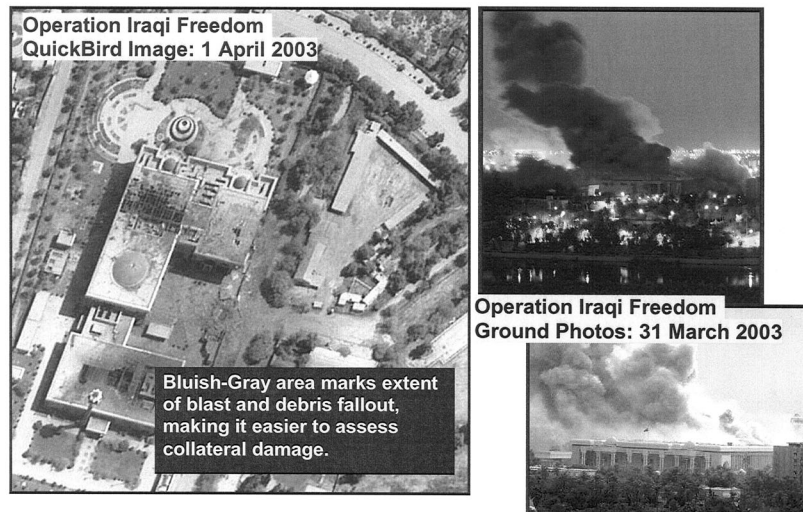 Operation Iraqi Freedom
QuickBird Image: 1 April 2003
Bluish-Gray area marks extent
of blast and debris fallout,
making it easier to assess
collateral damage.
Operation Iraqi Freedom
Ground Photos: 31 March 2003